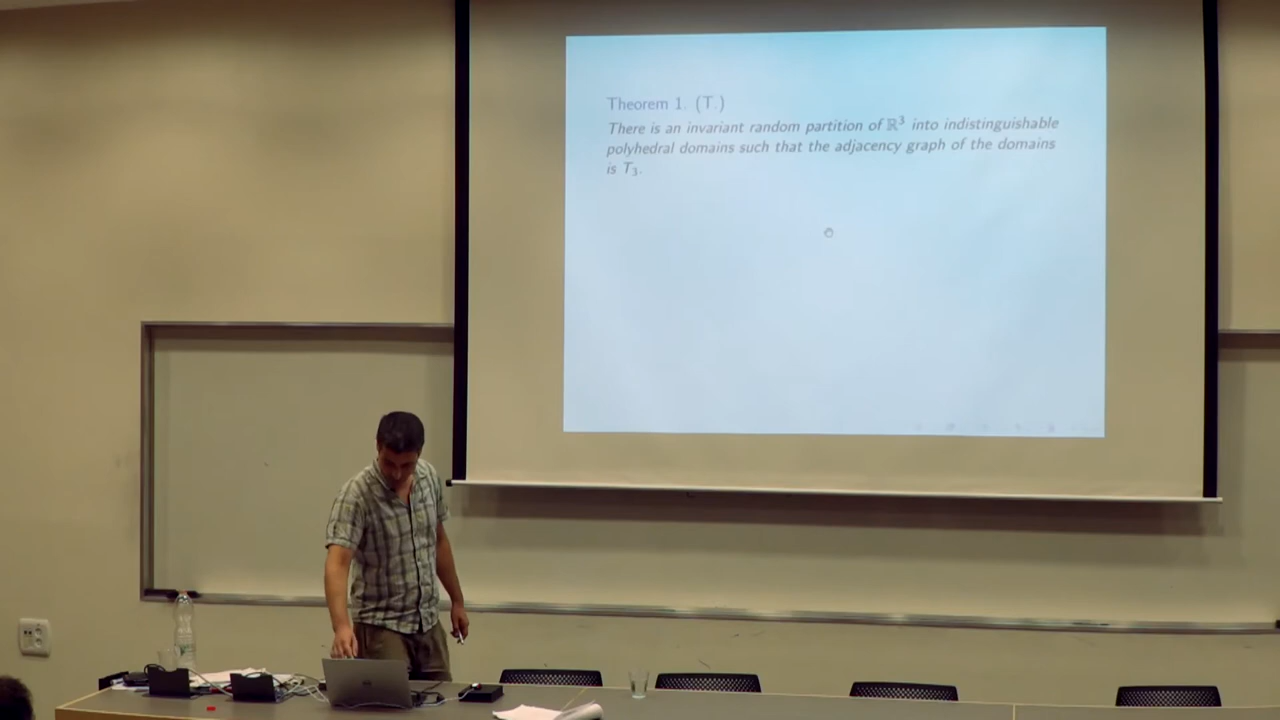 Theorem 1. (T.)
There is an invariant random partition of ℝ³ into indistinguishable
polyhedral domains such that the adjacency graph of the domains
is T₃.